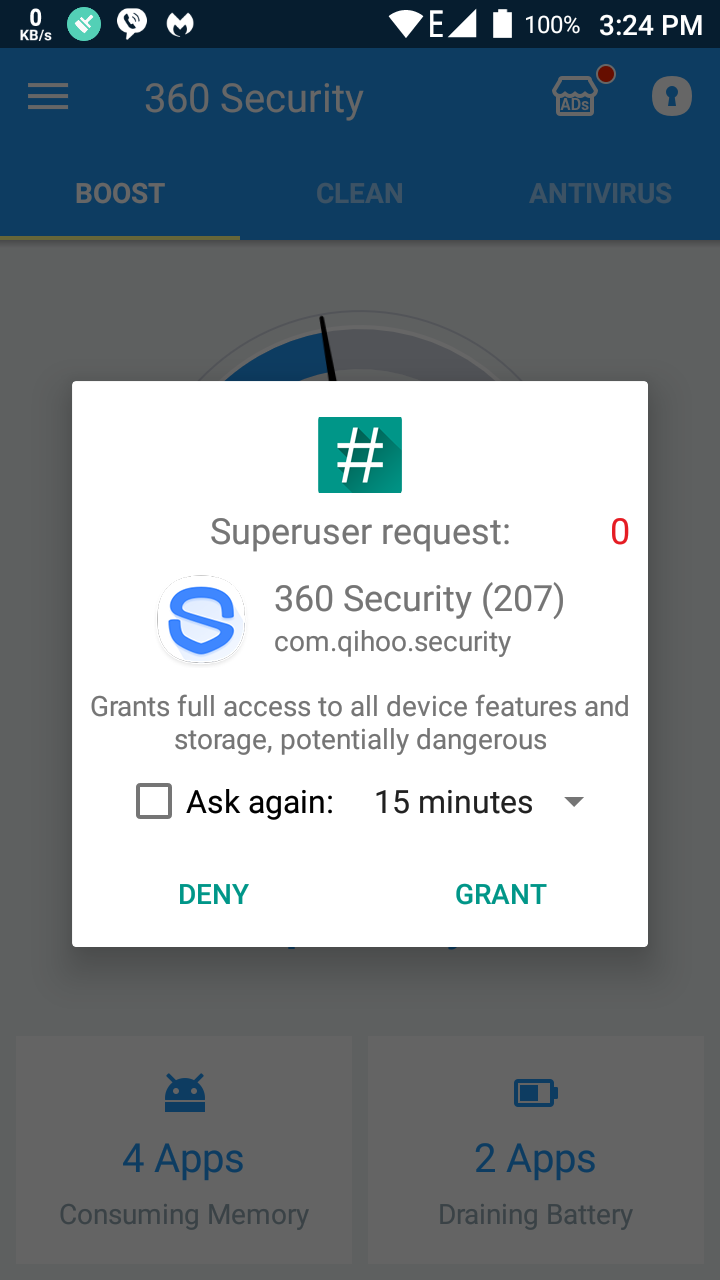 0
KB/s
E
100%
3:24 PM
360 Security
ADs
BOOST
CLEAN
ANTIVIRUS
#
Superuser request:
0
360 Security (207)
com.qihoo.security
Grants full access to all device features and
storage, potentially dangerous
Ask again:
15 minutes
DENY
GRANT
4 Apps
Consuming Memory
2 Apps
Draining Battery